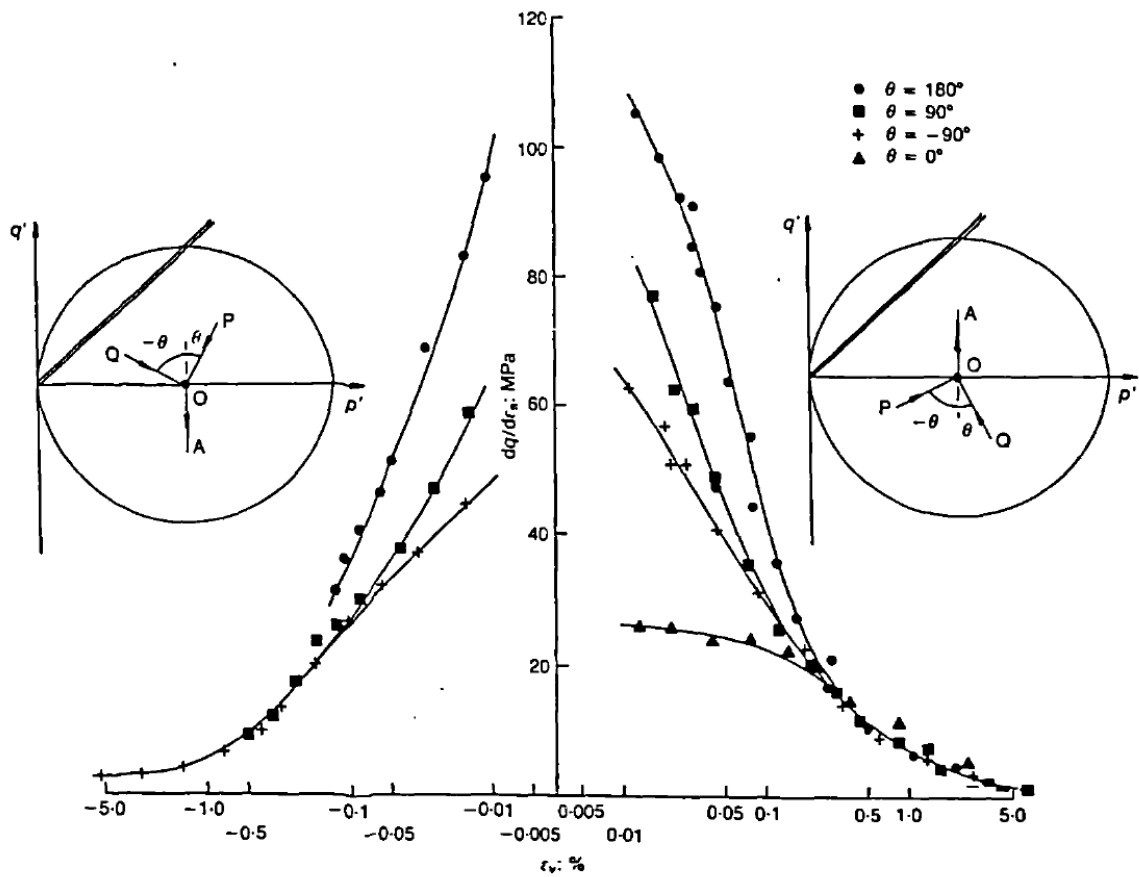 120
100
80
60
40
20
dq/dεₛ: MPa
● θ = 180°
■ θ = 90°
+ θ = −90°
▲ θ = 0°
q'
−θ
θ
P
Q
O
A
p'
q'
A
O
P
−θ
θ
Q
p'
−5·0
−1·0
−0·1
−0·01
0·005
0·05
0·1
0·5
1·0
5·0
−0·5
−0·05
−0·005
0·01
εᵥ: %